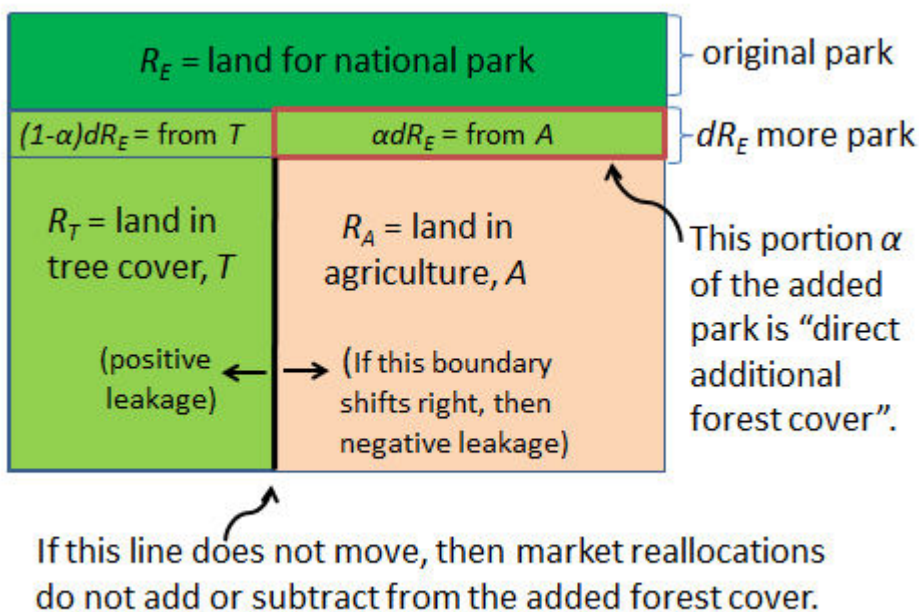 R_E = land for national park
original park
(1-α)dR_E = from T
αdR_E = from A
dR_E more park
R_T = land in
tree cover, T
R_A = land in
agriculture, A
This portion α
of the added
park is “direct
additional
forest cover”.
(positive
leakage)
(If this boundary
shifts right, then
negative leakage)
If this line does not move, then market reallocations
do not add or subtract from the added forest cover.